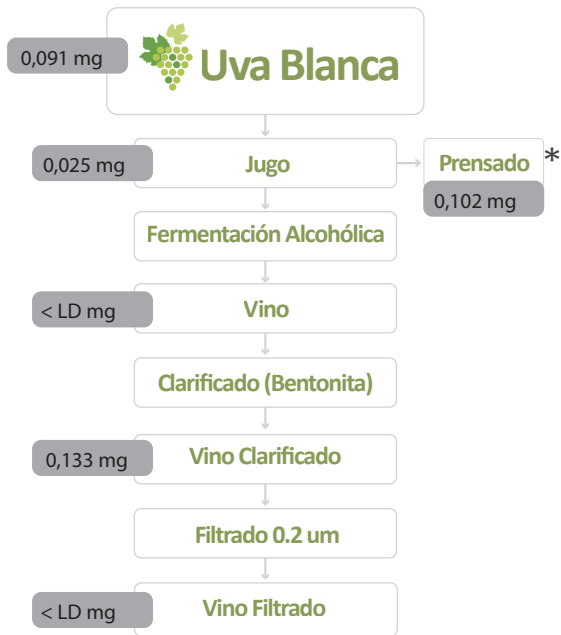 0,091 mg
Uva Blanca
0,025 mg
Jugo
Prensado *
0,102 mg
Fermentación Alcohólica
< LD mg
Vino
Clarificado (Bentonita)
0,133 mg
Vino Clarificado
Filtrado 0.2 um
< LD mg
Vino Filtrado